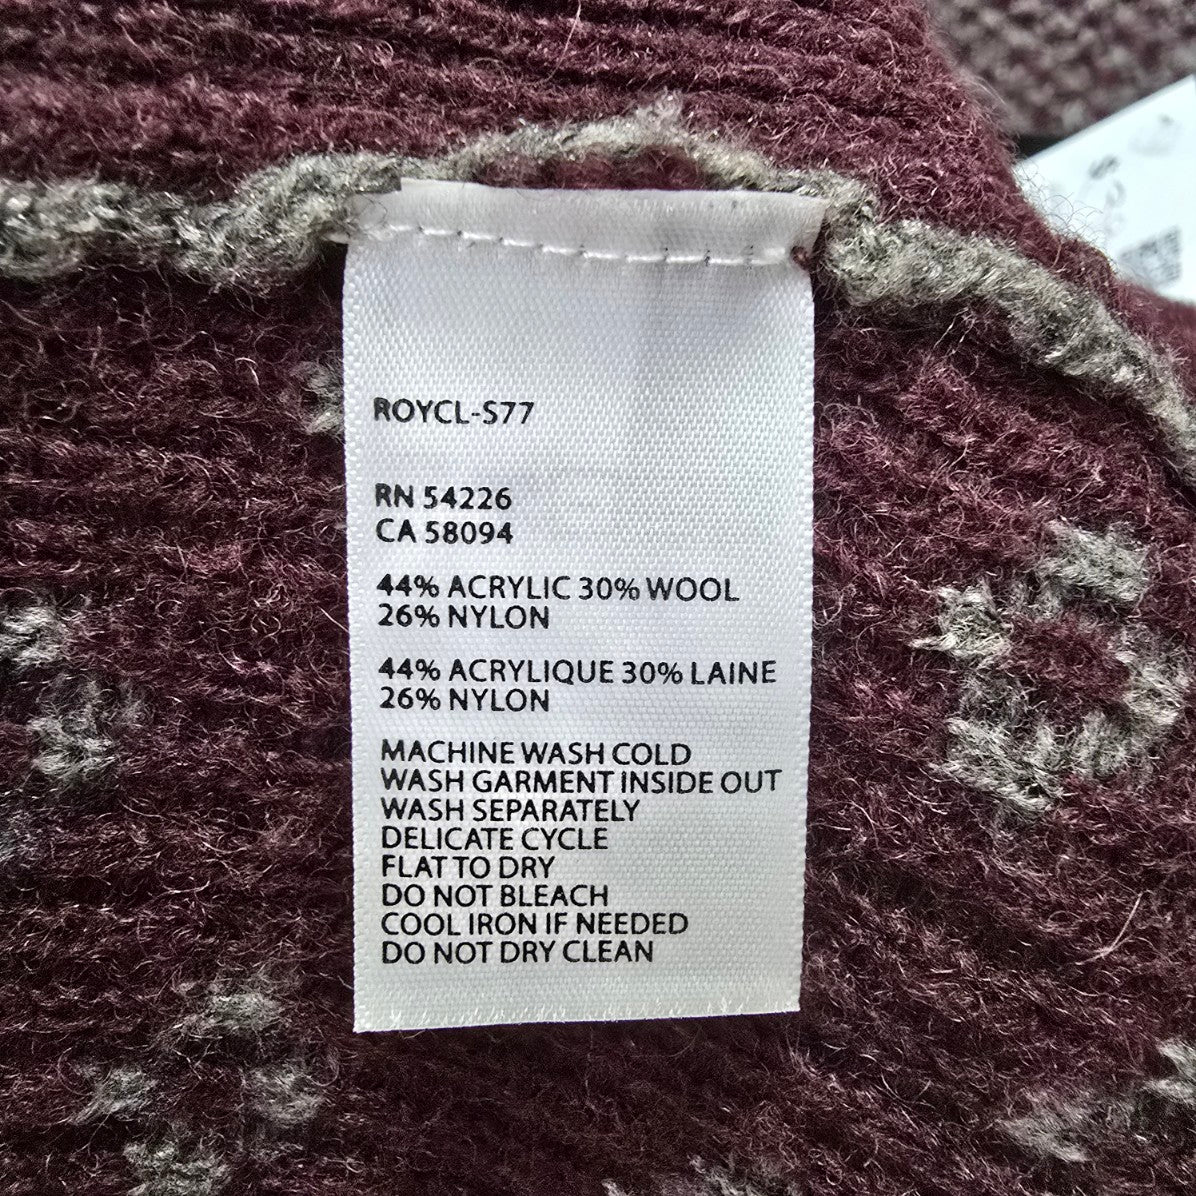 ROYCL-S77
RN 54226
CA 58094
44% ACRYLIC 30% WOOL
26% NYLON
44% ACRYLIQUE 30% LAINE
26% NYLON
MACHINE WASH COLD
WASH GARMENT INSIDE OUT
WASH SEPARATELY
DELICATE CYCLE
FLAT TO DRY
DO NOT BLEACH
COOL IRON IF NEEDED
DO NOT DRY CLEAN